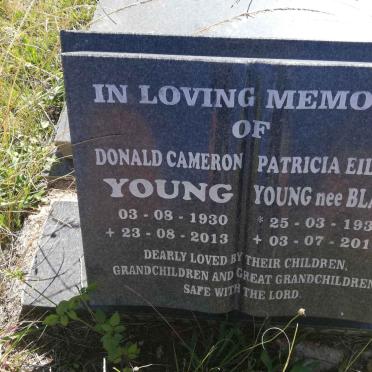 IN LOVING MEMO
OF
DONALD CAMERON PATRICIA EIL
YOUNG YOUNG nee BLA
03 - 08 - 1930 * 25 - 03 - 193
+ 23 - 08 - 2013 + 03 - 07 - 201
DEARLY LOVED BY THEIR CHILDREN,
GRANDCHILDREN AND GREAT GRANDCHILDREN
SAFE WITH THE LORD.